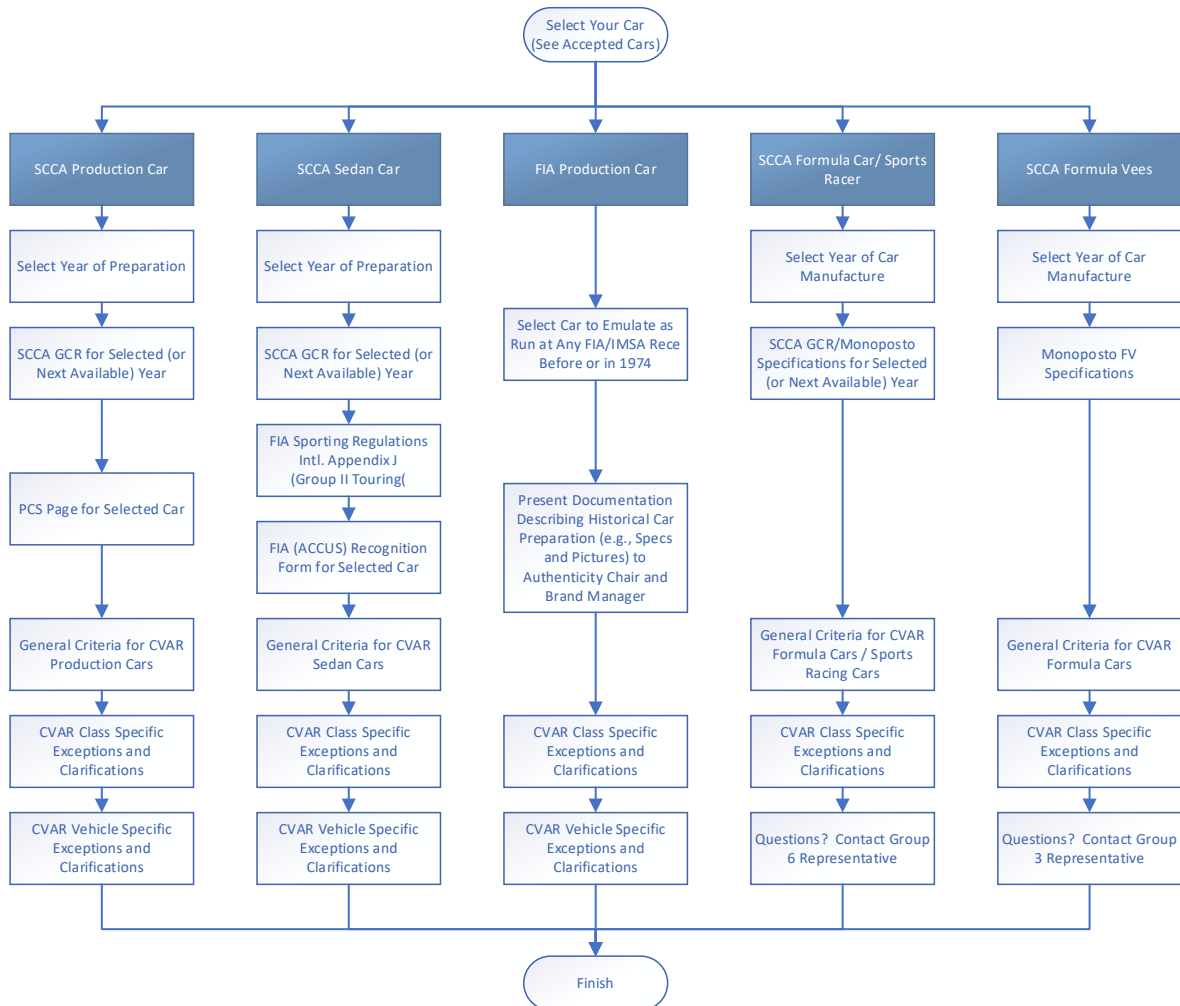 Select Your Car
(See Accepted Cars)
SCCA Production Car
SCCA Sedan Car
FIA Production Car
SCCA Formula Car/ Sports
Racer
SCCA Formula Vees
Select Year of Preparation
SCCA GCR for Selected (or
Next Available) Year
PCS Page for Selected Car
General Criteria for CVAR
Production Cars
CVAR Class Specific
Exceptions and
Clarifications
CVAR Vehicle Specific
Exceptions and
Clarifications
Select Year of Preparation
SCCA GCR for Selected (or
Next Available) Year
FIA Sporting Regulations
Intl. Appendix J
(Group II Touring(
FIA (ACCUS) Recognition
Form for Selected Car
General Criteria for CVAR
Sedan Cars
CVAR Class Specific
Exceptions and
Clarifications
CVAR Vehicle Specific
Exceptions and
Clarifications
Select Car to Emulate as
Run at Any FIA/IMSA Rece
Before or in 1974
Present Documentation
Describing Historical Car
Preparation (e.g., Specs
and Pictures) to
Authenticity Chair and
Brand Manager
CVAR Class Specific
Exceptions and
Clarifications
CVAR Vehicle Specific
Exceptions and
Clarifications
Select Year of Car
Manufacture
SCCA GCR/Monoposto
Specifications for Selected
(or Next Available) Year
General Criteria for CVAR
Formula Cars / Sports
Racing Cars
CVAR Class Specific
Exceptions and
Clarifications
Questions?  Contact Group
6 Representative
Select Year of Car
Manufacture
Monoposto FV
Specifications
General Criteria for CVAR
Formula Cars
CVAR Class Specific
Exceptions and
Clarifications
Questions?  Contact Group
3 Representative
Finish